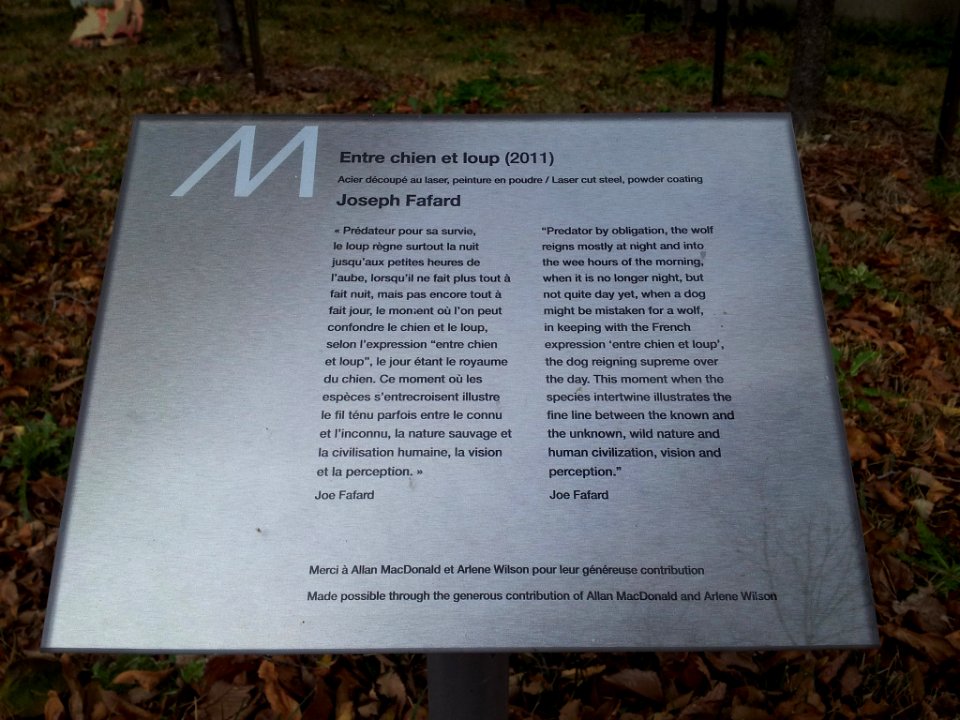 M
Entre chien et loup (2011)
Acier découpé au laser, peinture en poudre / Laser cut steel, powder coating
Joseph Fafard
« Prédateur pour sa survie,
le loup règne surtout la nuit
jusqu'aux petites heures de
l'aube, lorsqu'il ne fait plus tout à
fait nuit, mais pas encore tout à
fait jour, le moment où l'on peut
confondre le chien et le loup,
selon l'expression "entre chien
et loup", le jour étant le royaume
du chien. Ce moment où les
espèces s'entrecroisent illustre
le fil ténu parfois entre le connu
et l'inconnu, la nature sauvage et
la civilisation humaine, la vision
et la perception. »
Joe Fafard
"Predator by obligation, the wolf
reigns mostly at night and into
the wee hours of the morning,
when it is no longer night, but
not quite day yet, when a dog
might be mistaken for a wolf,
in keeping with the French
expression 'entre chien et loup',
the dog reigning supreme over
the day. This moment when the
species intertwine illustrates the
fine line between the known and
the unknown, wild nature and
human civilization, vision and
perception."
Joe Fafard
Merci à Allan MacDonald et Arlene Wilson pour leur généreuse contribution
Made possible through the generous contribution of Allan MacDonald and Arlene Wilson